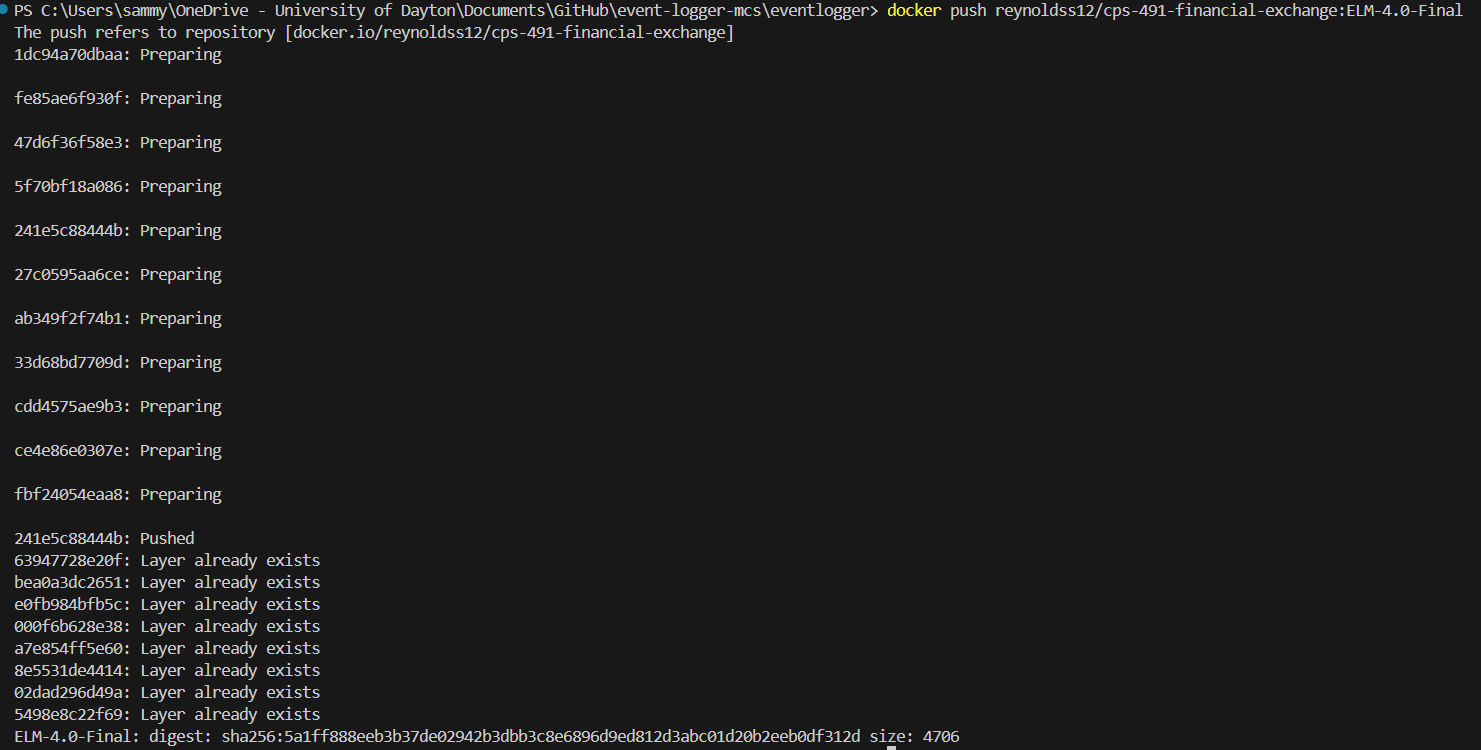 PS C:\Users\sammy\OneDrive - University of Dayton\Documents\GitHub\event-logger-mcs\eventlogger> docker push reynoldss12/cps-491-financial-exchange:ELM-4.0-Final
The push refers to repository [docker.io/reynoldss12/cps-491-financial-exchange]
1dc94a70dbaa: Preparing
fe85ae6f930f: Preparing
47d6f36f58e3: Preparing
5f70bf18a086: Preparing
241e5c88444b: Preparing
27c0595aa6ce: Preparing
ab349f2f74b1: Preparing
33d68bd7709d: Preparing
cdd4575ae9b3: Preparing
ce4e86e0307e: Preparing
fbf24054eaa8: Preparing
241e5c88444b: Pushed
63947728e20f: Layer already exists
bea0a3dc2651: Layer already exists
e0fb984bfb5c: Layer already exists
000f6b628e38: Layer already exists
a7e854ff5e60: Layer already exists
8e5531de4414: Layer already exists
02dad296d49a: Layer already exists
5498e8c22f69: Layer already exists
ELM-4.0-Final: digest: sha256:5a1ff888eeb3b37de02942b3dbb3c8e6896d9ed812d3abc01d20b2eeb0df312d size: 4706